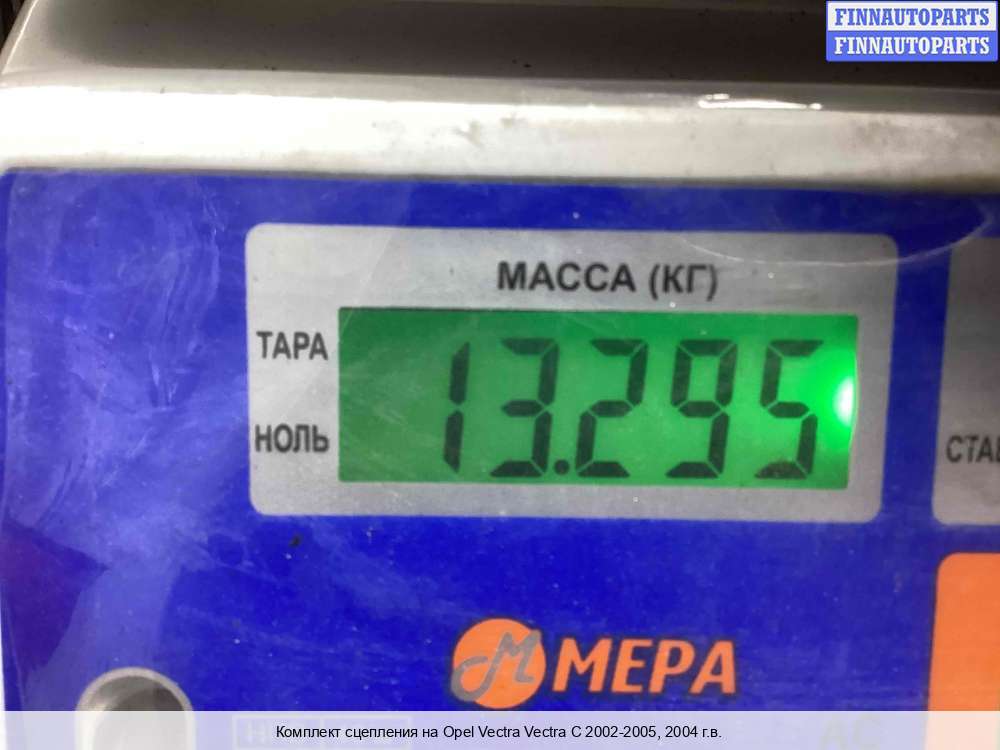 FINNAUTOPARTS
FINNAUTOPARTS
МАССА (КГ)
ТАРА
13.295
НОЛЬ
МЕРА
Комплект сцепления на Opel Vectra Vectra C 2002-2005, 2004 г.в.